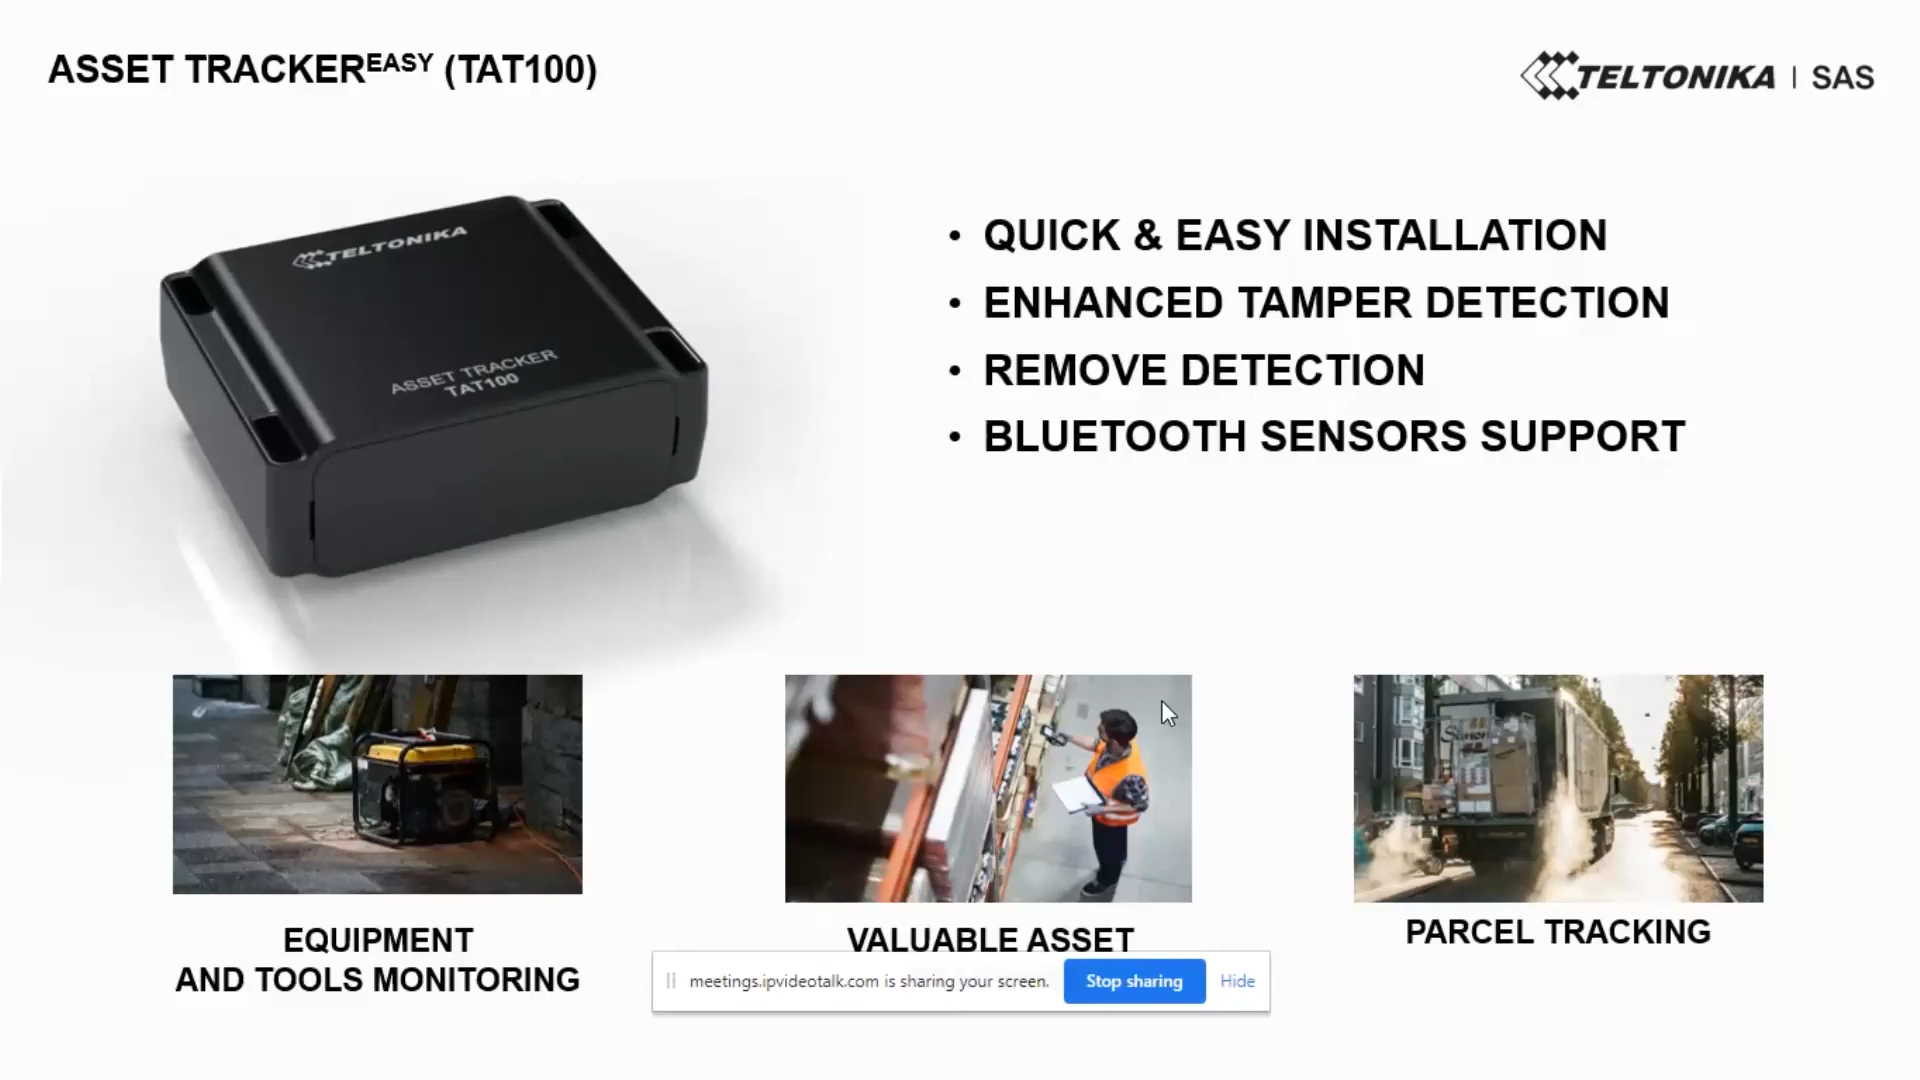 ASSET TRACKEREASY (TAT100)
TELTONIKA | SAS
TELTONIKA
ASSET TRACKER
TAT100
• QUICK & EASY INSTALLATION
• ENHANCED TAMPER DETECTION
• REMOVE DETECTION
• BLUETOOTH SENSORS SUPPORT
EQUIPMENT
AND TOOLS MONITORING
VALUABLE ASSET
PARCEL TRACKING
meetings.ipvideotalk.com is sharing your screen.
Stop sharing
Hide